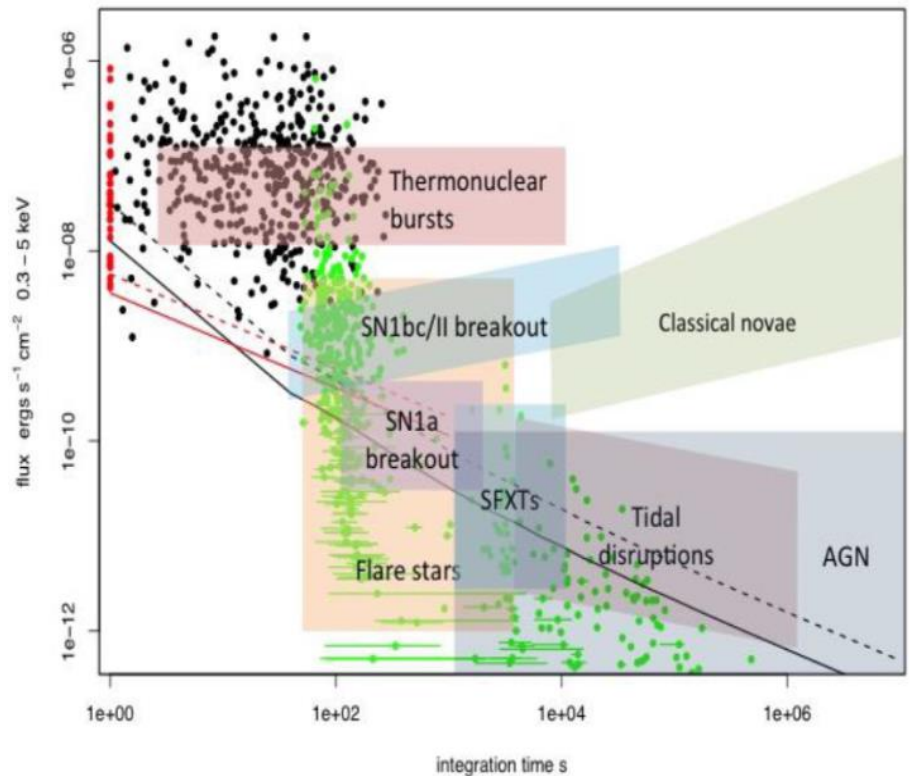 1e-06
1e-08
1e-10
1e-12
flux ergs s⁻¹ cm⁻² 0.3 – 5 keV
Thermonuclear
bursts
SN1bc/II breakout
Classical novae
SN1a
breakout
SFXTs
Tidal
disruptions
AGN
Flare stars
1e+00 1e+02 1e+04 1e+06
integration time s